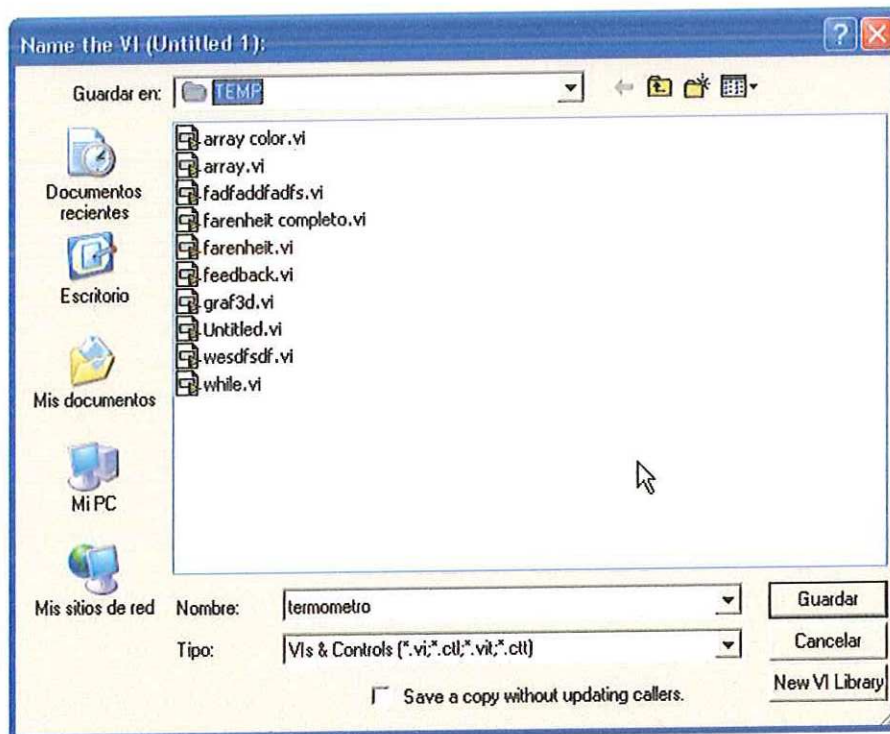 Name the VI (Untitled 1):
Guardar en:
TEMP
Documentos
recientes
Escritorio
Mis documentos
Mi PC
Mis sitios de red
array color.vi
array.vi
fadfaddfadfs.vi
farenheit completo.vi
farenheit.vi
feedback.vi
graf3d.vi
Untitled.vi
wesdfsdf.vi
while.vi
Nombre:
termometro
Guardar
Tipo:
VIs & Controls (*.vi;*.ctl;*.vit;*.ctt)
Cancelar
Save a copy without updating callers.
New VI Library